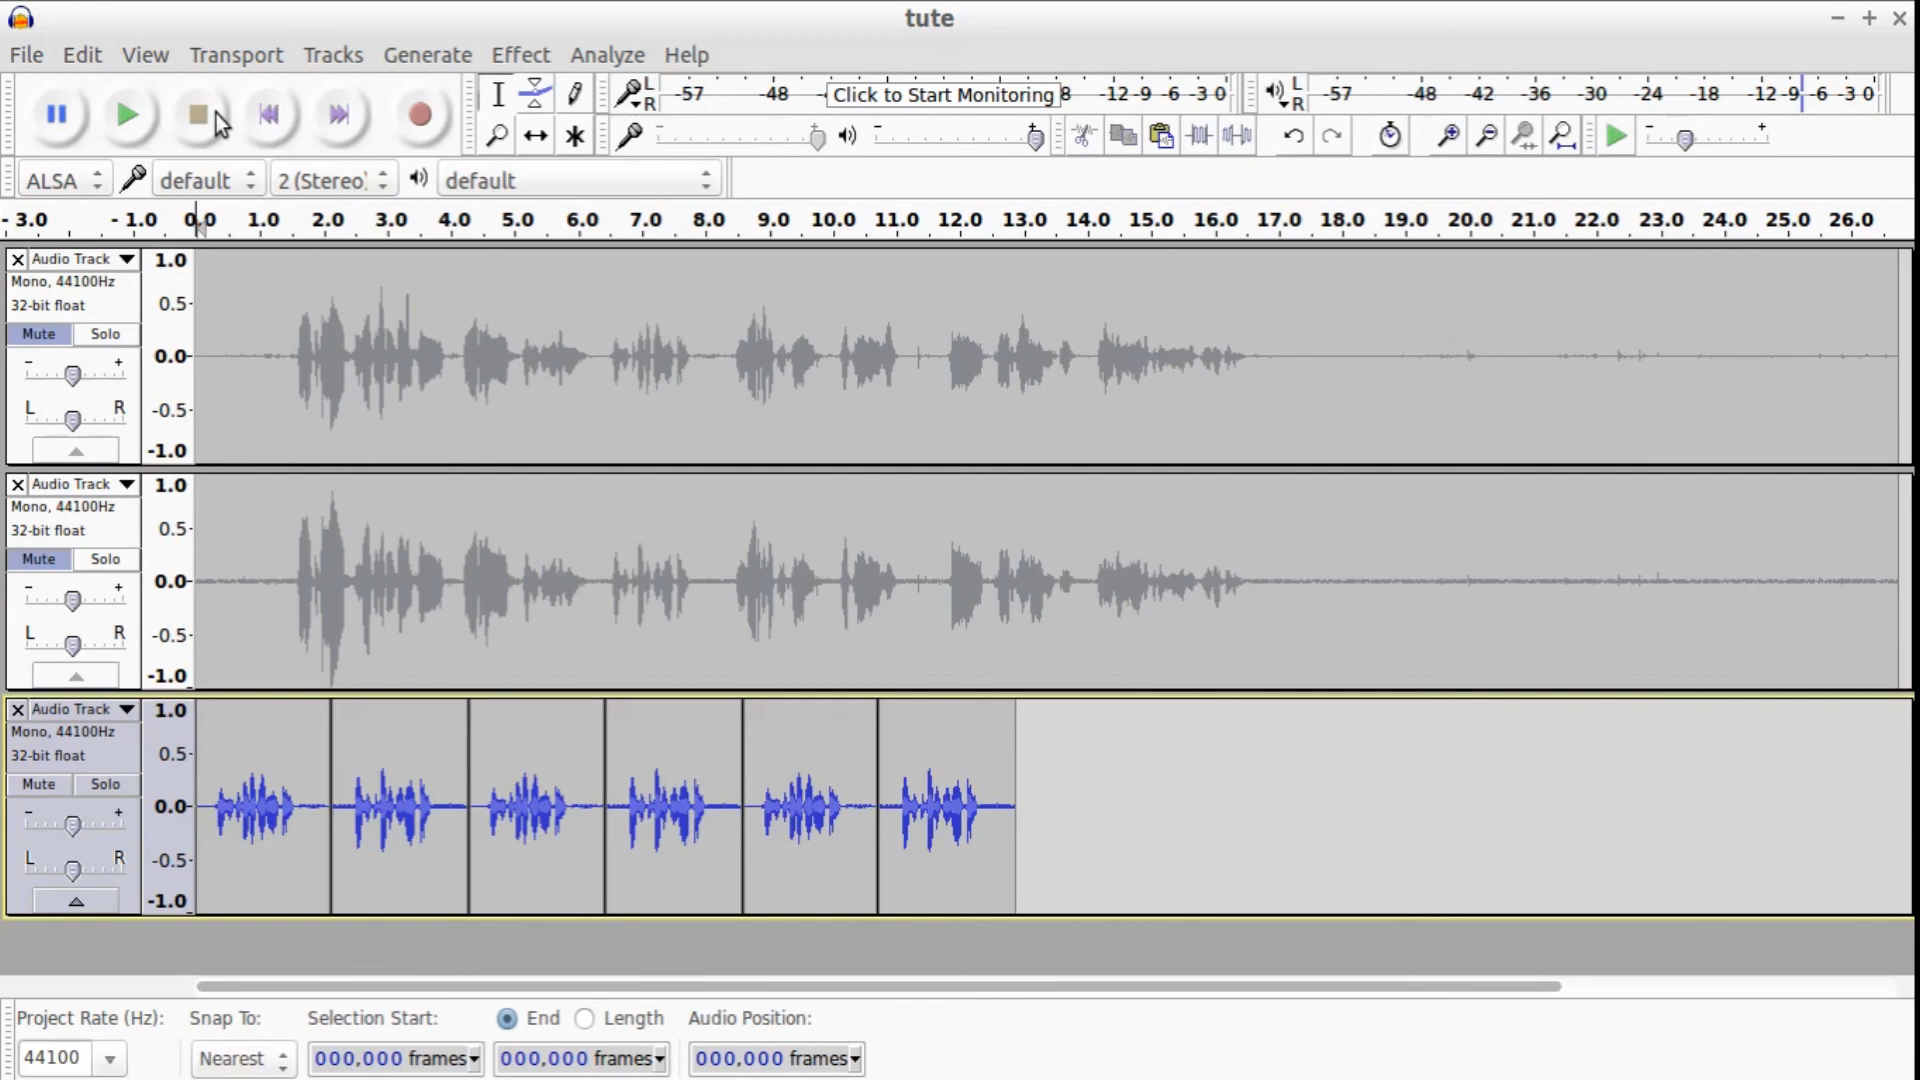 tute
File Edit View Transport Tracks Generate Effect Analyze Help
L R -57 -48 Click to Start Monitoring 8 -12 -9 -6 -3 0 L R -57 -48 -42 -36 -30 -24 -18 -12 -9 -6 -3 0
- + - +
ALSA default 2 (Stereo) default
- 3.0 - 1.0 0.0 1.0 2.0 3.0 4.0 5.0 6.0 7.0 8.0 9.0 10.0 11.0 12.0 13.0 14.0 15.0 16.0 17.0 18.0 19.0 20.0 21.0 22.0 23.0 24.0 25.0 26.0
X Audio Track 1.0
Mono, 44100Hz
32-bit float 0.5
Mute Solo
- + 0.0
L R -0.5
-1.0
X Audio Track 1.0
Mono, 44100Hz
32-bit float 0.5
Mute Solo
- + 0.0
L R -0.5
-1.0
X Audio Track 1.0
Mono, 44100Hz
32-bit float 0.5
Mute Solo
- + 0.0
L R -0.5
-1.0
Project Rate (Hz): Snap To: Selection Start: End Length Audio Position:
44100 Nearest 000,000 frames 000,000 frames 000,000 frames